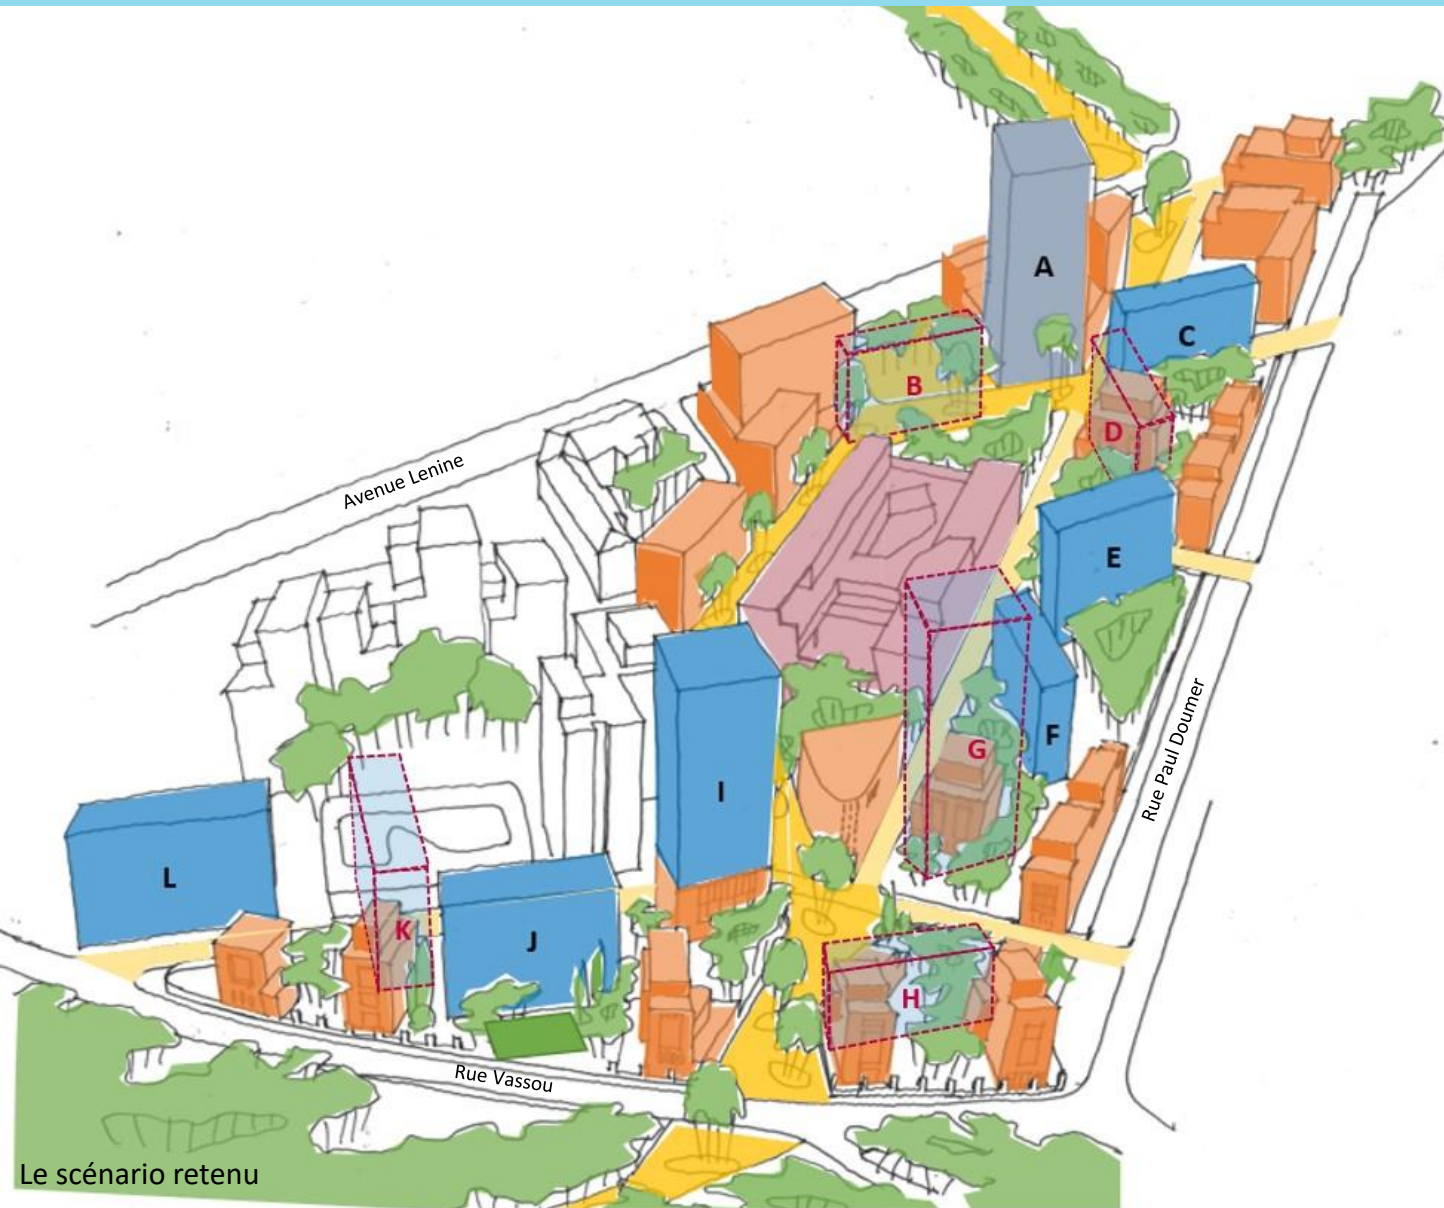 A
C
B
D
Avenue Lenine
E
G
F
Rue Paul Doumer
I
L
K
J
H
Rue Vassou
Le scénario retenu